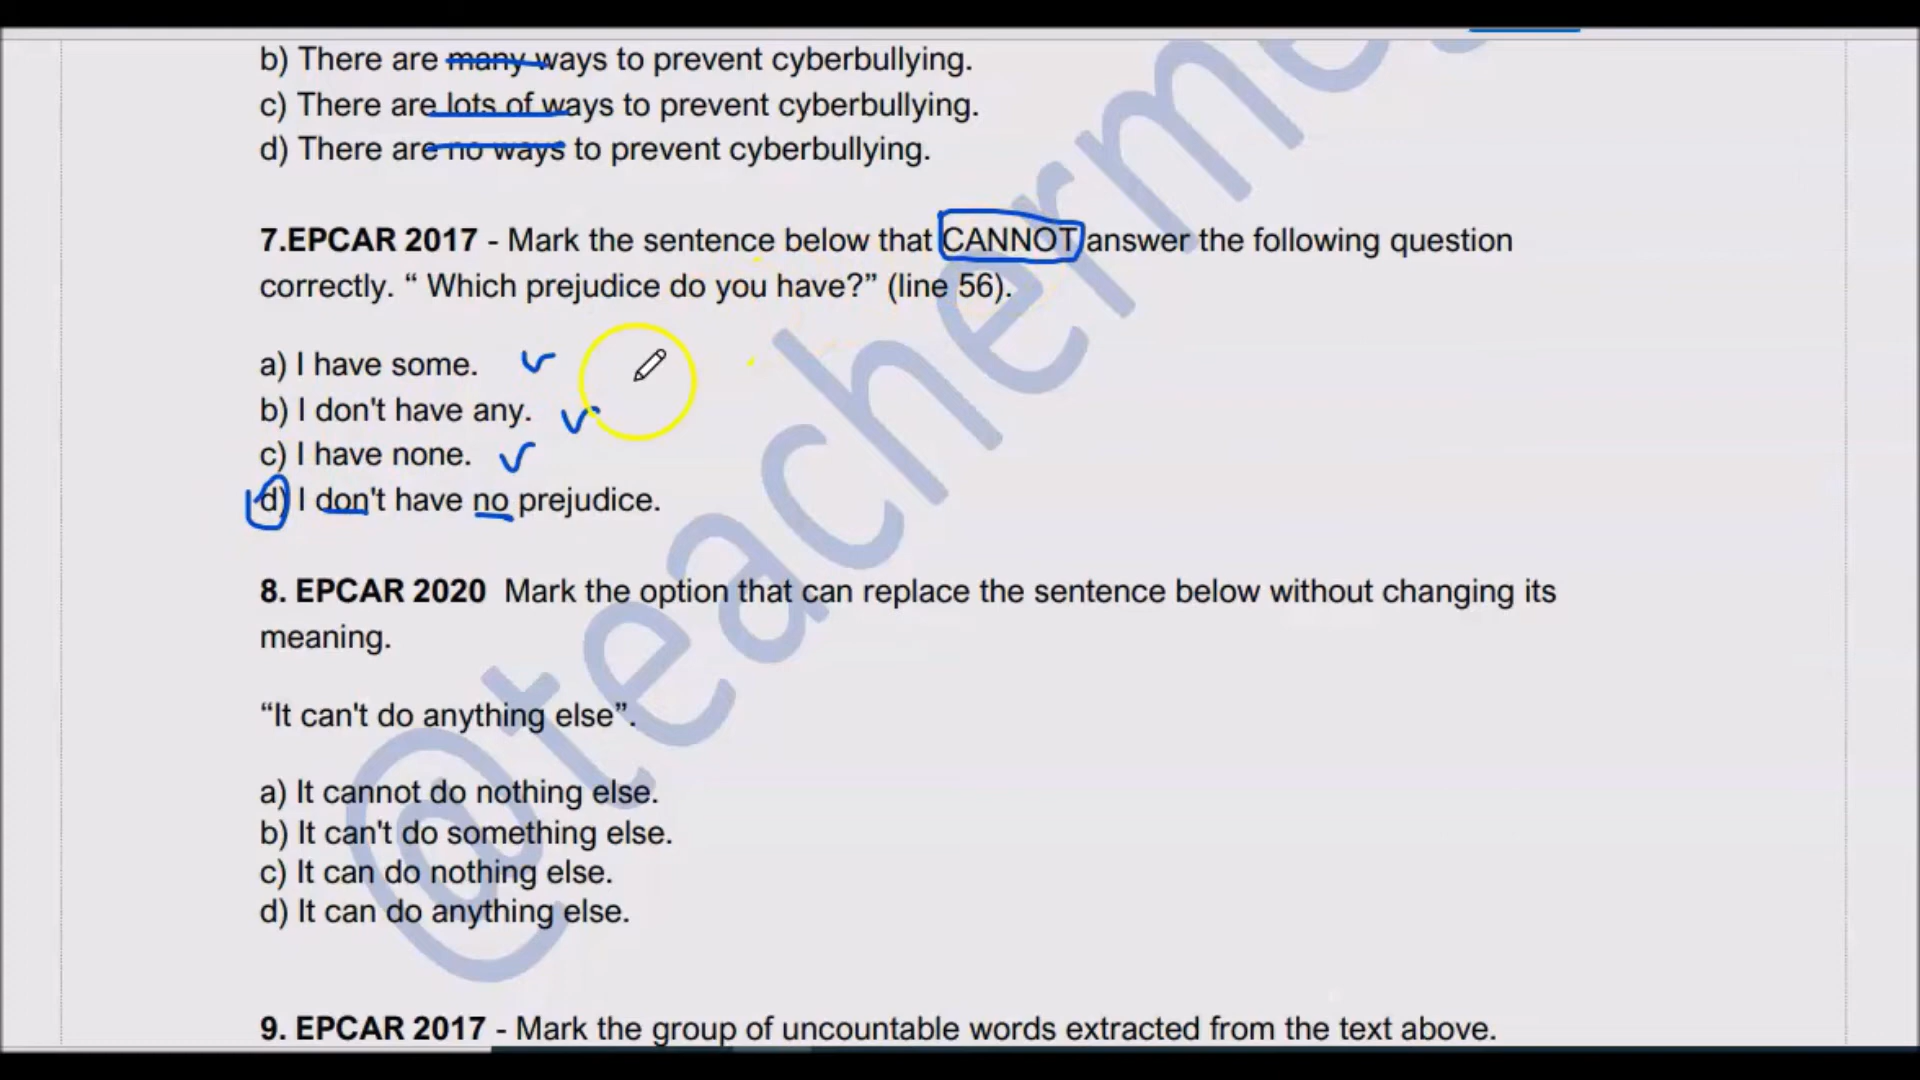 b) There are many ways to prevent cyberbullying.
c) There are lots of ways to prevent cyberbullying.
d) There are no ways to prevent cyberbullying.
7.EPCAR 2017 - Mark the sentence below that CANNOT answer the following question
correctly. “ Which prejudice do you have?” (line 56).
a) I have some.
b) I don't have any.
c) I have none.
d) I don't have no prejudice.
8. EPCAR 2020 Mark the option that can replace the sentence below without changing its
meaning.
“It can't do anything else”.
a) It cannot do nothing else.
b) It can't do something else.
c) It can do nothing else.
d) It can do anything else.
9. EPCAR 2017 - Mark the group of uncountable words extracted from the text above.